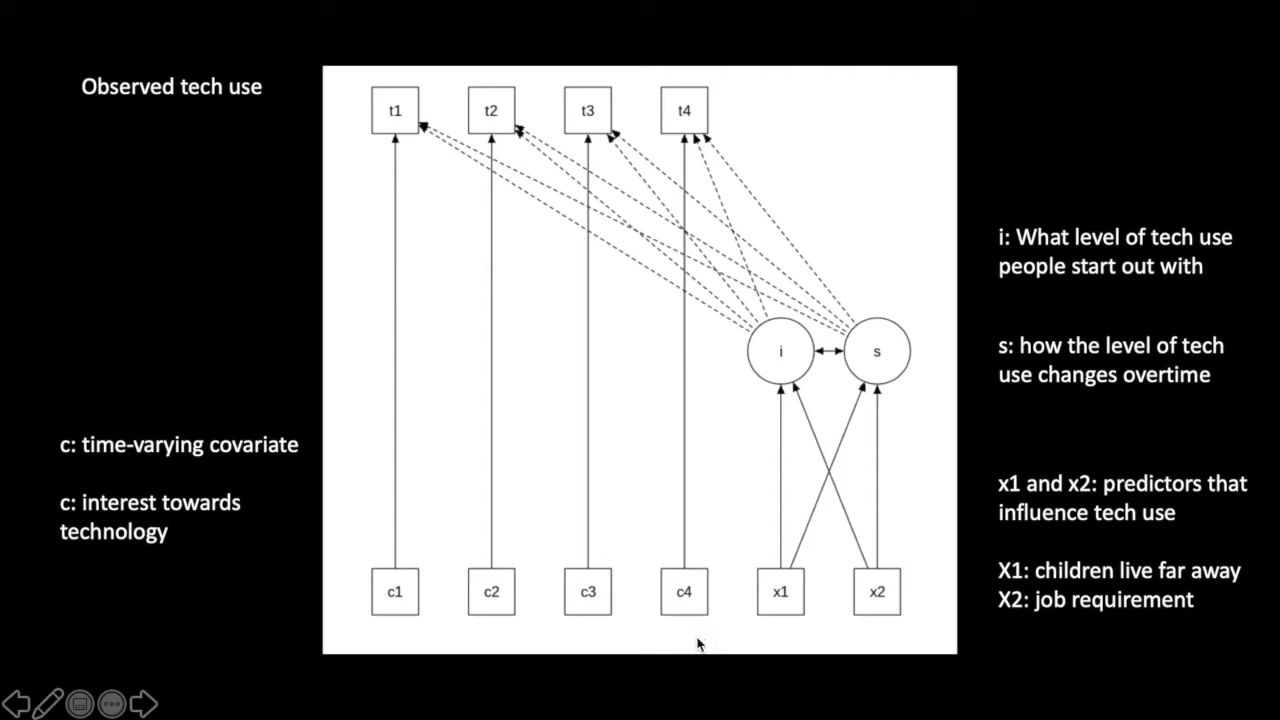 Observed tech use
t1
t2
t3
t4
i: What level of tech use
people start out with
i
s
s: how the level of tech
use changes overtime
c: time-varying covariate
c: interest towards
technology
x1 and x2: predictors that
influence tech use
X1: children live far away
X2: job requirement
c1
c2
c3
c4
x1
x2